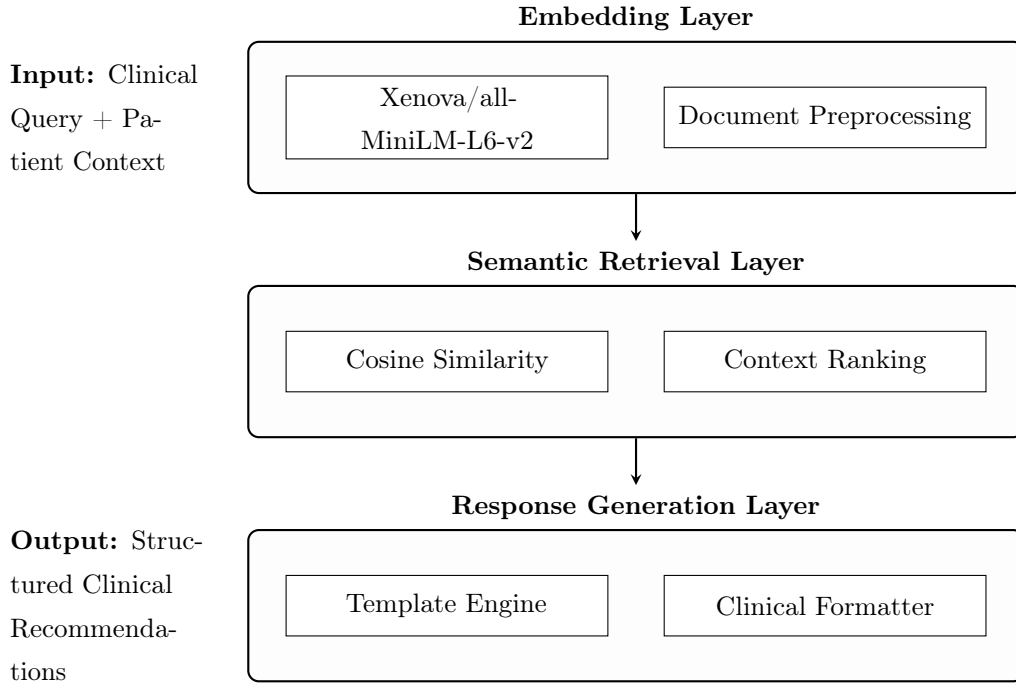 Embedding Layer
Input: Clinical
Query + Pa-
tient Context
Xenova/all-
MiniLM-L6-v2
Document Preprocessing
Semantic Retrieval Layer
Cosine Similarity
Context Ranking
Response Generation Layer
Output: Struc-
tured Clinical
Recommenda-
tions
Template Engine
Clinical Formatter